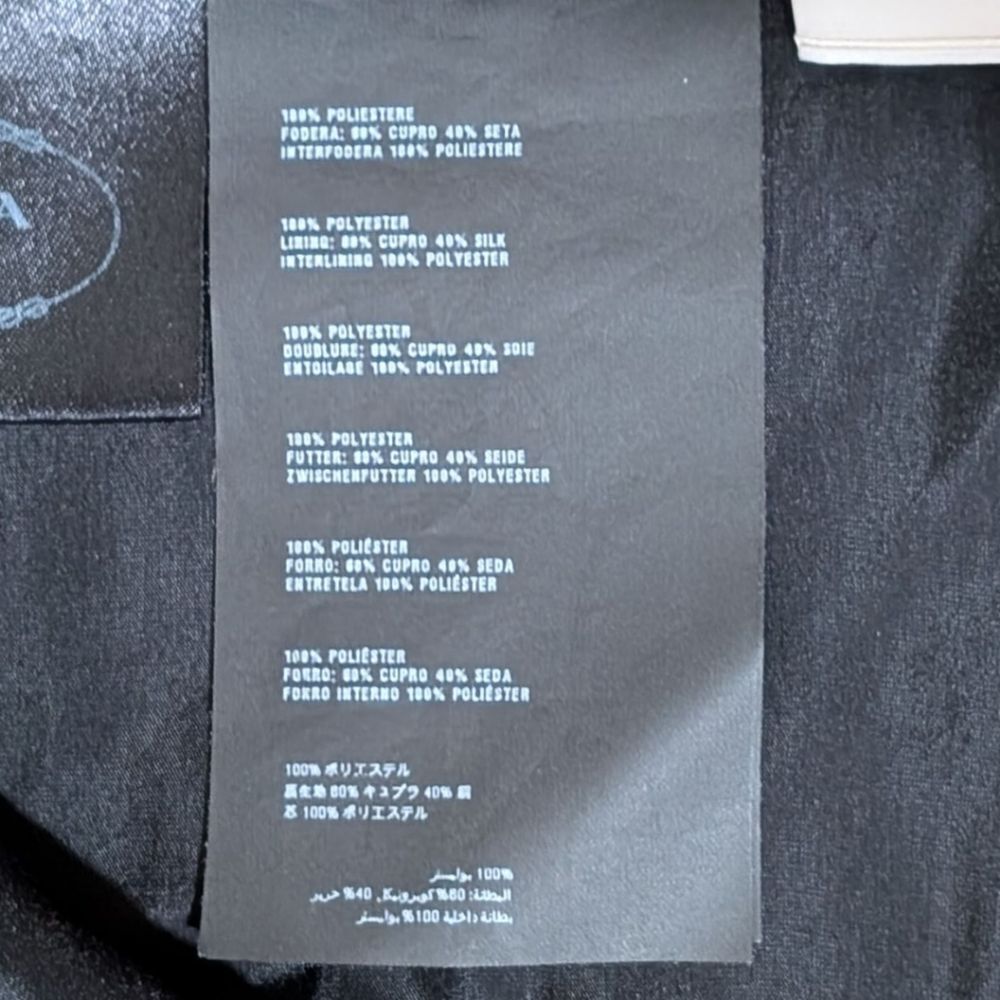 A
100% POLIESTERE
FODERA: 60% CUPRO 40% SETA
INTERFODERA 100% POLIESTERE
100% POLYESTER
LINING: 60% CUPRO 40% SILK
INTERLINING 100% POLYESTER
100% POLYESTER
DOUBLURE: 60% CUPRO 40% SOIE
ENTOILAGE 100% POLYESTER
100% POLYESTER
FUTTER: 60% CUPRO 40% SEIDE
ZWISCHENFUTTER 100% POLYESTER
100% POLIÉSTER
FORRO: 60% CUPRO 40% SEDA
ENTRETELA 100% POLIÉSTER
100% POLIÉSTER
FORRO: 60% CUPRO 40% SEDA
FORRO INTERNO 100% POLIÉSTER
100% ポリエステル
裏生地 60% キュプラ 40% 絹
芯 100% ポリエステル
100% بوليستر
البطانة: 60% 40% حرير
بطانة داخلية 100% بوليستر